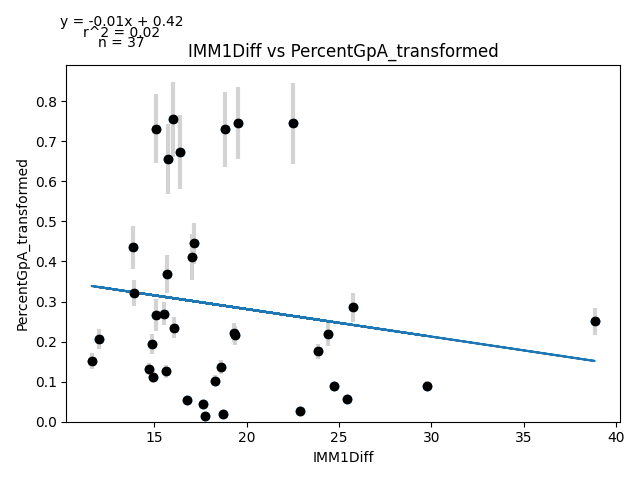 y = -0.01x + 0.42
r^2 = 0.02
n = 37
IMM1Diff vs PercentGpA_transformed
PercentGpA_transformed
0.8
0.7
0.6
0.5
0.4
0.3
0.2
0.1
0.0
15
20
25
30
35
40
IMM1Diff